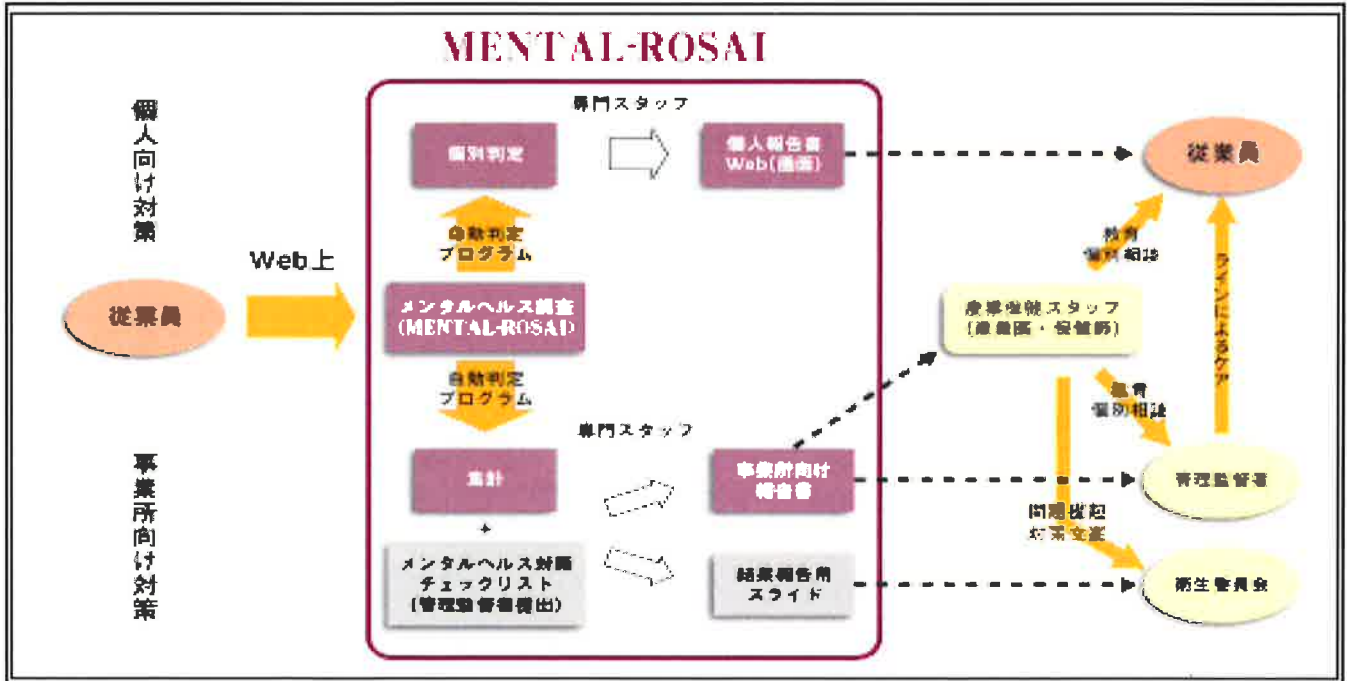 MENTAL-ROSAI
個人向け対策
専門スタッフ
個別判定
個人報告書
Web(画面)
従業員
自動判定
プログラム
教育
個別相談
Web上
従業員
メンタルヘルス調査
(MENTAL-ROSAI)
産業保健スタッフ
(産業医・保健師)
ラインによるケア
自動判定
プログラム
教育
個別相談
専門スタッフ
事業所向け対策
集計
事業所向け
報告書
管理監督者
+
問題提起
対策立案
メンタルヘルス対策
チェックリスト
(管理監督者提出)
結果報告用
スライド
衛生委員会